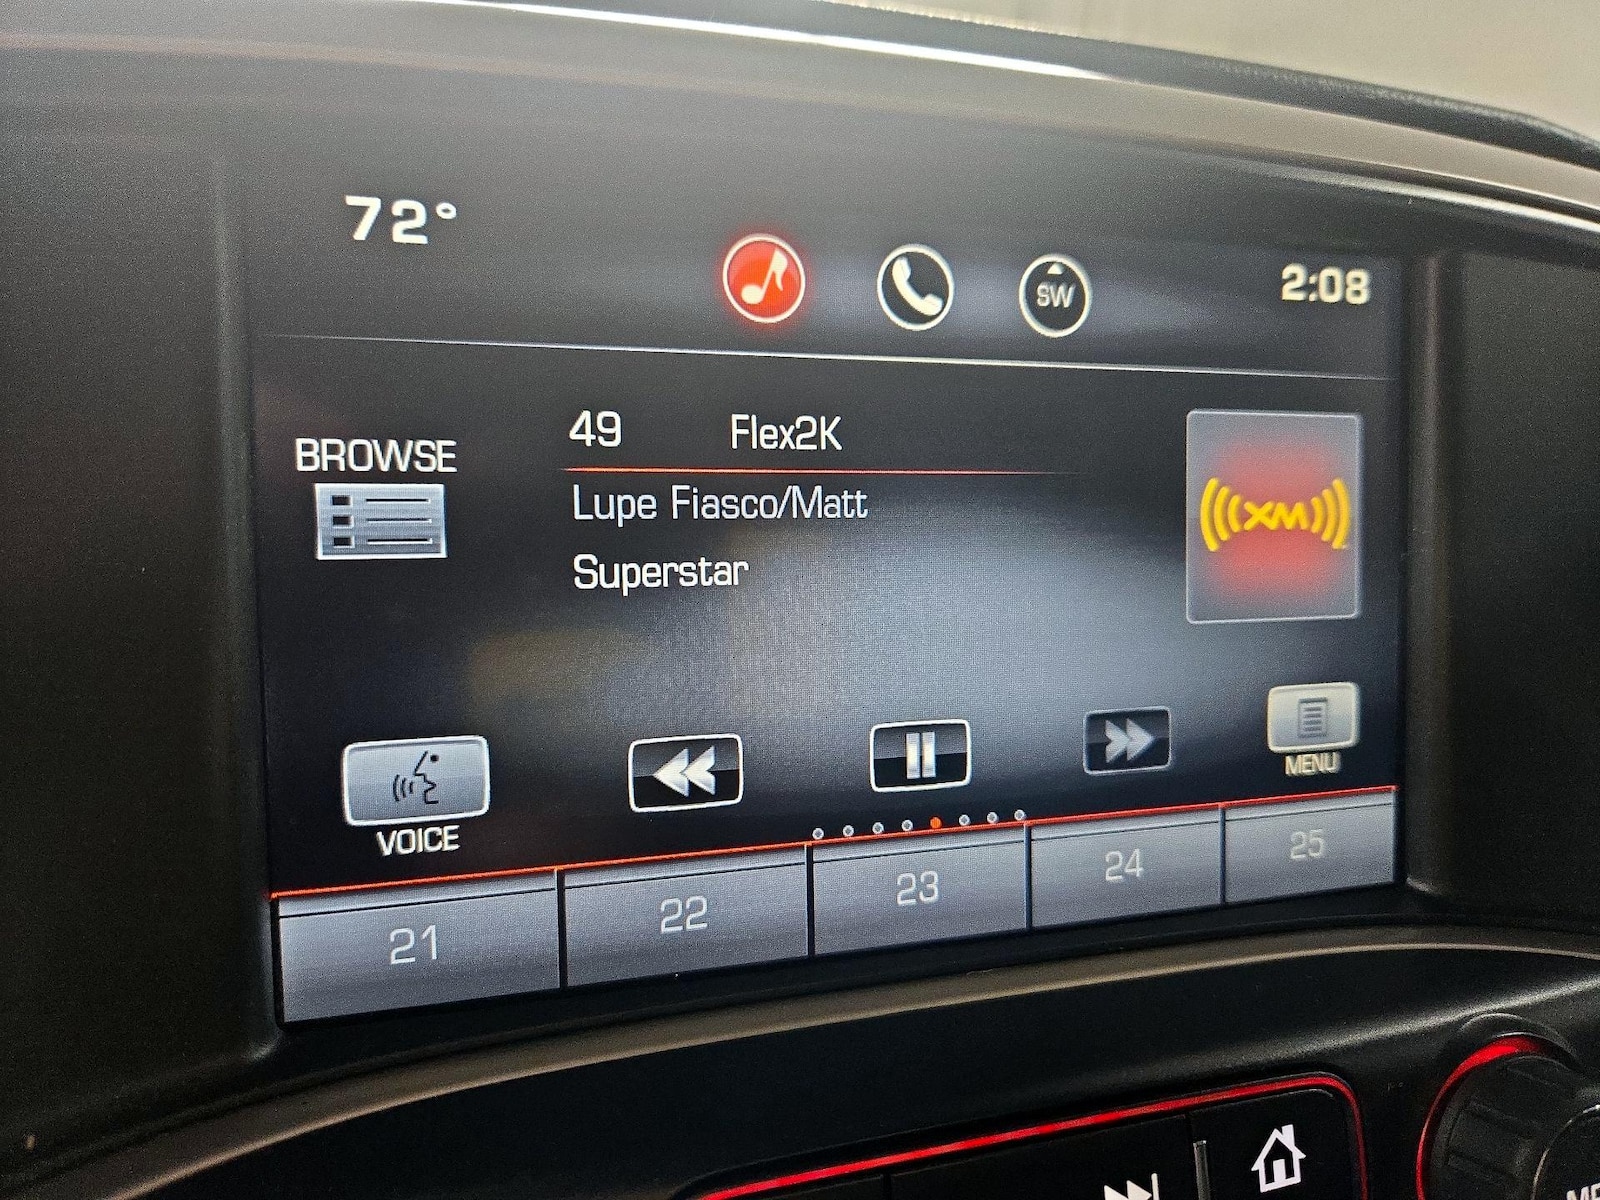 72°
SW
2:08
BROWSE
49 Flex2K
Lupe Fiasco/Matt
Superstar
XM
VOICE
MENU
21 22 23 24 25